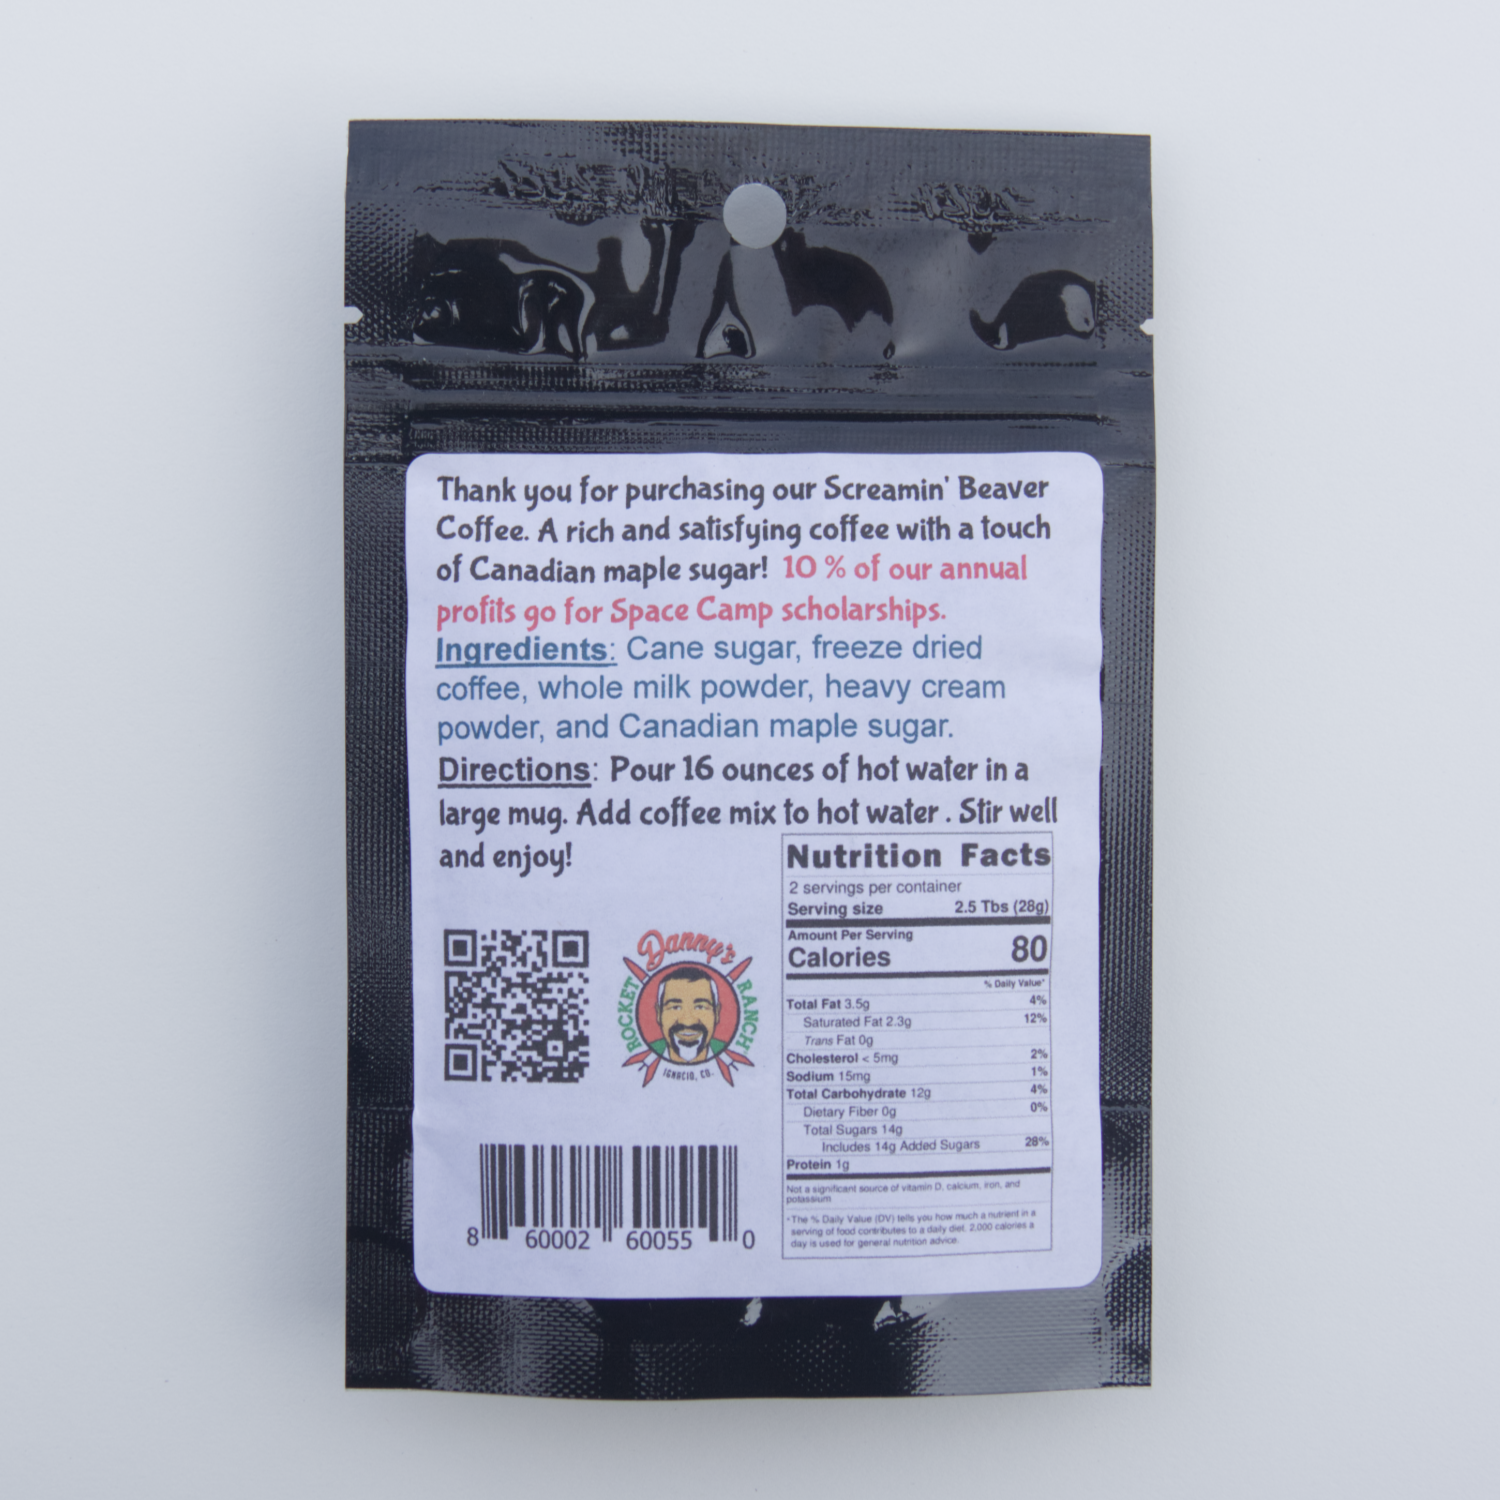 Thank you for purchasing our Screamin' Beaver
Coffee. A rich and satisfying coffee with a touch
of Canadian maple sugar! 10 % of our annual
profits go for Space Camp scholarships.
Ingredients: Cane sugar, freeze dried
coffee, whole milk powder, heavy cream
powder, and Canadian maple sugar.
Directions: Pour 16 ounces of hot water in a
large mug. Add coffee mix to hot water . Stir well
and enjoy!
Danny's
ROCKET RANCH
IGNACIO, CO.
8 60002 60055 0
Nutrition Facts
2 servings per container
Serving size 2.5 Tbs (28g)
Amount Per Serving
Calories 80
% Daily Value*
Total Fat 3.5g 4%
Saturated Fat 2.3g 12%
Trans Fat 0g
Cholesterol < 5mg 2%
Sodium 15mg 1%
Total Carbohydrate 12g 4%
Dietary Fiber 0g 0%
Total Sugars 14g
Includes 14g Added Sugars 28%
Protein 1g
Not a significant source of vitamin D, calcium, iron, and
potassium
*The % Daily Value (DV) tells you how much a nutrient in a
serving of food contributes to a daily diet. 2,000 calories a
day is used for general nutrition advice.